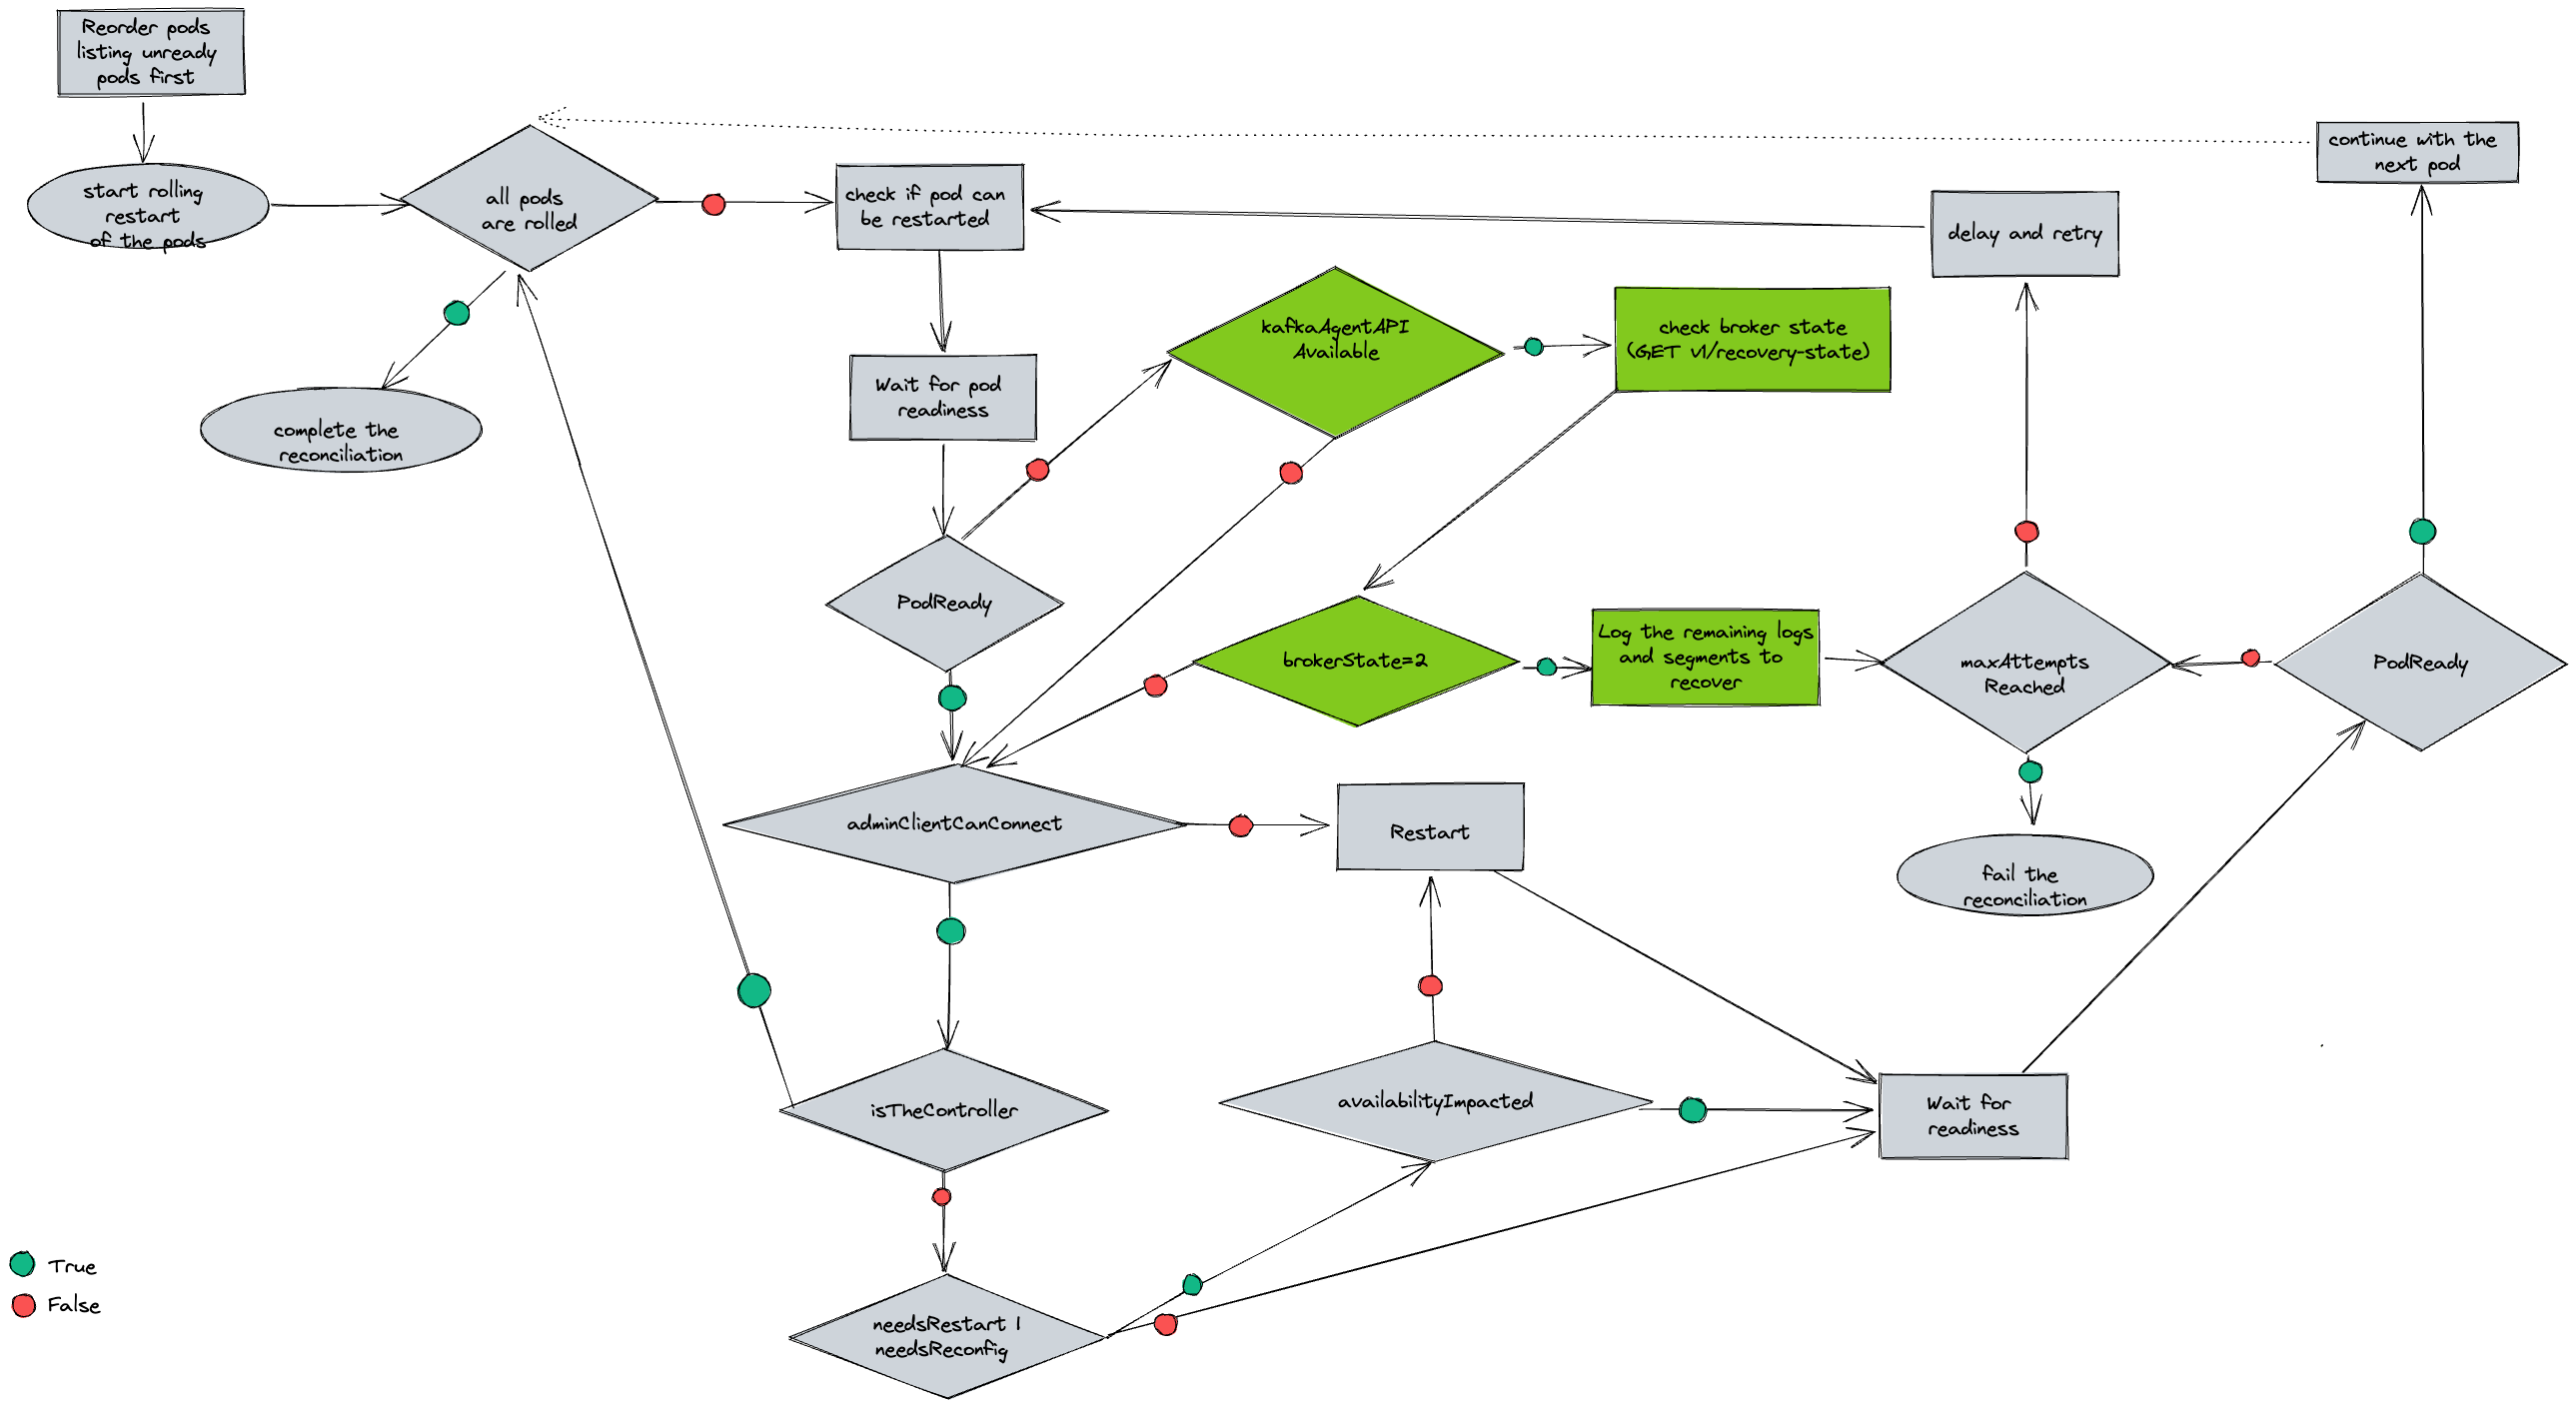 Reorder pods
listing unready
pods first
start rolling
restart
of the pods
all pods
are rolled
complete the
reconciliation
check if pod can
be restarted
Wait for pod
readiness
PodReady
kafkaAgentAPI
Available
check broker state
(GET v1/recovery-state)
brokerState=2
Log the remaining logs
and segments to
recover
delay and retry
continue with the
next pod
maxAttempts
Reached
PodReady
fail the
reconciliation
adminClientCanConnect
Restart
isTheController
availabilityImpacted
Wait for
readiness
needsRestart |
needsReconfig
True
False